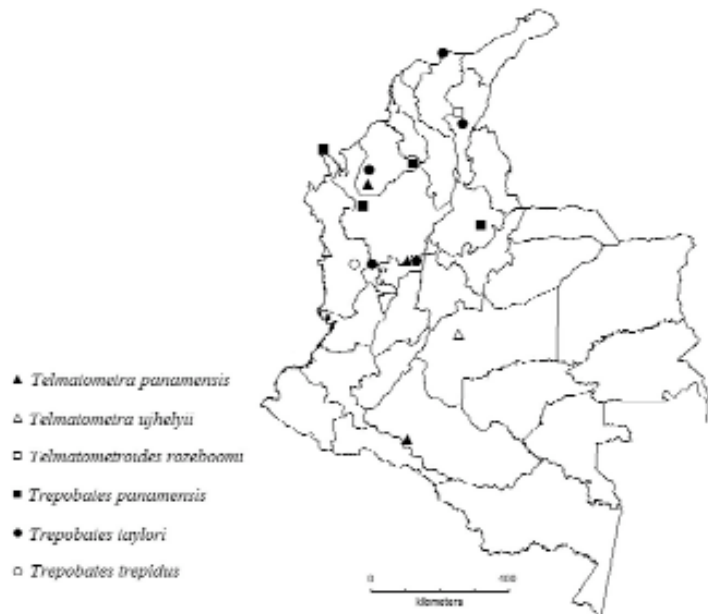 Telmatometra panamensis
Telmatometra ujhelyii
Telmatometroides rozeboomi
Trepobates panamensis
Trepobates taylori
Trepobates trepidus
0 400
kilometers